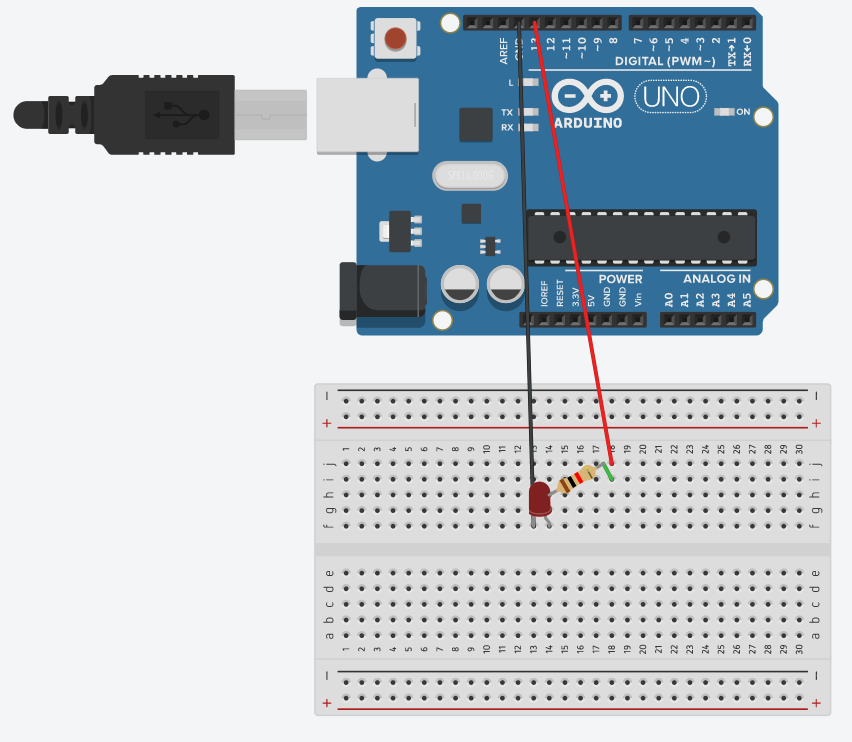 AREF GND 13 12 ~11 ~10 ~9 8 7 ~6 ~5 4 ~3 2 TX→1 RX←0
DIGITAL (PWM~)
L
TX
RX
ARDUINO
UNO
ON
POWER
ANALOG IN
IOREF RESET 3.3V 5V GND GND Vin A0 A1 A2 A3 A4 A5
− −
+ +
1 2 3 4 5 6 7 8 9 10 11 12 13 14 15 16 17 18 19 20 21 22 23 24 25 26 27 28 29 30
j j
i i
h h
g g
f f
e e
d d
c c
b b
a a
1 2 3 4 5 6 7 8 9 10 11 12 13 14 15 16 17 18 19 20 21 22 23 24 25 26 27 28 29 30
− −
+ +